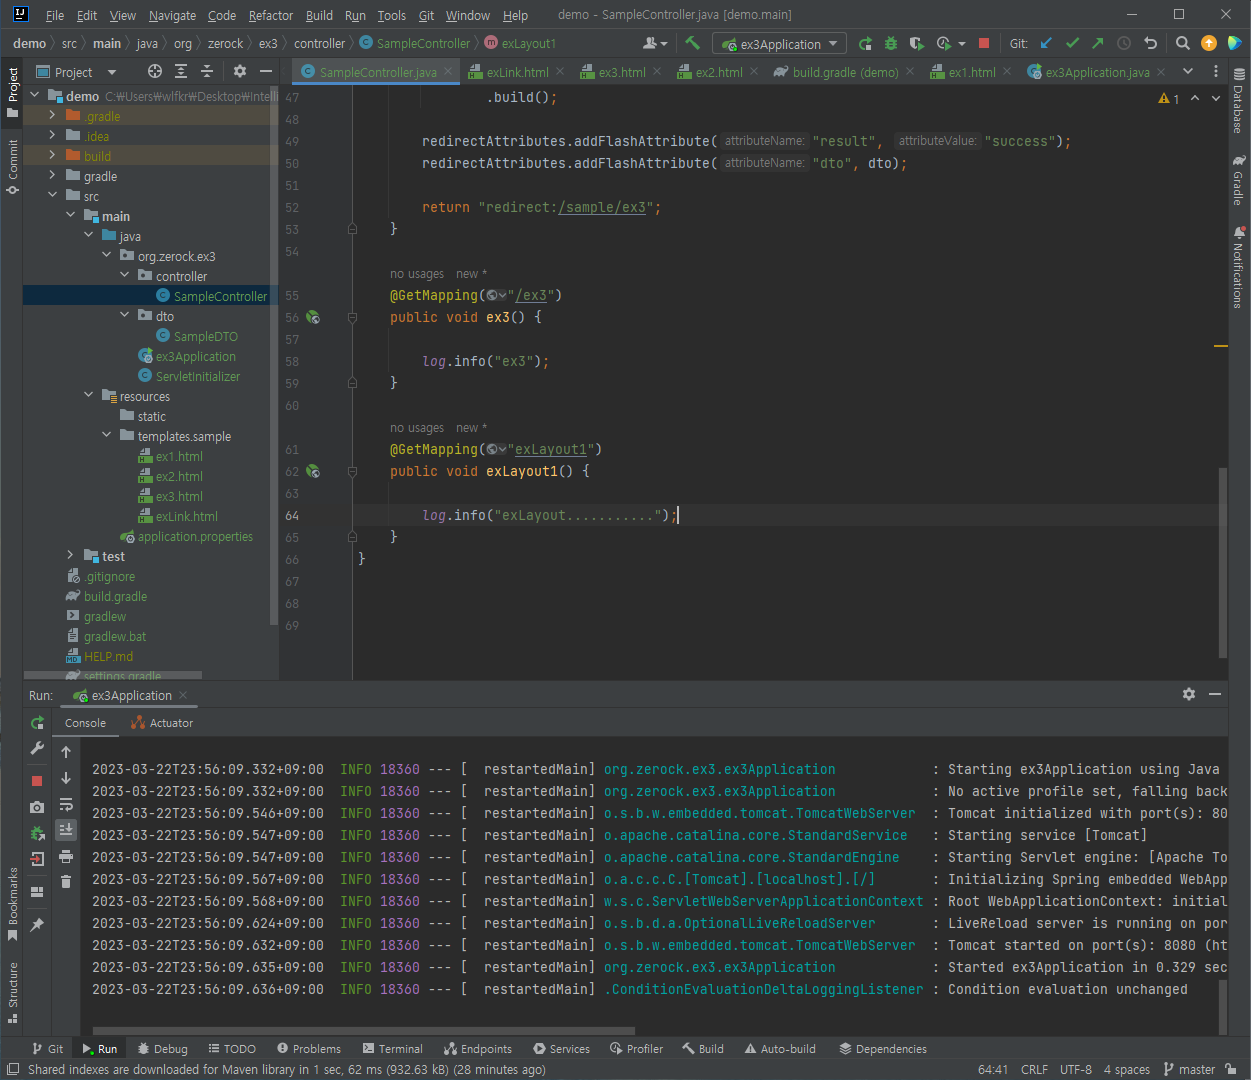 File Edit View Navigate Code Refactor Build Run Tools Git Window Help demo - SampleController.java [demo.main]
demo src main java org zerock ex3 controller SampleController exLayout1 ex3Application Git:
Project SampleController.java exLink.html ex3.html ex2.html build.gradle (demo) ex1.html ex3Application.java
Project
Commit
Bookmarks
Structure
Database
Gradle
Notifications
demo C:₩Users₩wlfkr₩Desktop₩Intelli
.gradle
.idea
build
gradle
src
main
java
org.zerock.ex3
controller
SampleController
dto
SampleDTO
ex3Application
ServletInitializer
resources
static
templates.sample
ex1.html
ex2.html
ex3.html
exLink.html
application.properties
test
.gitignore
build.gradle
gradlew
gradlew.bat
HELP.md
settings.gradle
1
47 .build();
48
49 redirectAttributes.addFlashAttribute( attributeName: "result", attributeValue: "success");
50 redirectAttributes.addFlashAttribute( attributeName: "dto", dto);
51
52 return "redirect:/sample/ex3";
53 }
54
no usages new *
55 @GetMapping("/ex3")
56 public void ex3() {
57
58 log.info("ex3");
59 }
60
no usages new *
61 @GetMapping("exLayout1")
62 public void exLayout1() {
63
64 log.info("exLayout...........");
65 }
66 }
67
68
69
Run: ex3Application
Console Actuator
2023-03-22T23:56:09.332+09:00 INFO 18360 --- [ restartedMain] org.zerock.ex3.ex3Application : Starting ex3Application using Java
2023-03-22T23:56:09.332+09:00 INFO 18360 --- [ restartedMain] org.zerock.ex3.ex3Application : No active profile set, falling back
2023-03-22T23:56:09.546+09:00 INFO 18360 --- [ restartedMain] o.s.b.w.embedded.tomcat.TomcatWebServer : Tomcat initialized with port(s): 80
2023-03-22T23:56:09.547+09:00 INFO 18360 --- [ restartedMain] o.apache.catalina.core.StandardService : Starting service [Tomcat]
2023-03-22T23:56:09.547+09:00 INFO 18360 --- [ restartedMain] o.apache.catalina.core.StandardEngine : Starting Servlet engine: [Apache To
2023-03-22T23:56:09.567+09:00 INFO 18360 --- [ restartedMain] o.a.c.c.C.[Tomcat].[localhost].[/] : Initializing Spring embedded WebApp
2023-03-22T23:56:09.568+09:00 INFO 18360 --- [ restartedMain] w.s.c.ServletWebServerApplicationContext : Root WebApplicationContext: initial
2023-03-22T23:56:09.624+09:00 INFO 18360 --- [ restartedMain] o.s.b.d.a.OptionalLiveReloadServer : LiveReload server is running on por
2023-03-22T23:56:09.632+09:00 INFO 18360 --- [ restartedMain] o.s.b.w.embedded.tomcat.TomcatWebServer : Tomcat started on port(s): 8080 (ht
2023-03-22T23:56:09.635+09:00 INFO 18360 --- [ restartedMain] org.zerock.ex3.ex3Application : Started ex3Application in 0.329 sec
2023-03-22T23:56:09.636+09:00 INFO 18360 --- [ restartedMain] .ConditionEvaluationDeltaLoggingListener : Condition evaluation unchanged
Git Run Debug TODO Problems Terminal Endpoints Services Profiler Build Auto-build Dependencies
Shared indexes are downloaded for Maven library in 1 sec, 62 ms (932.63 kB) (28 minutes ago) 64:41 CRLF UTF-8 4 spaces master